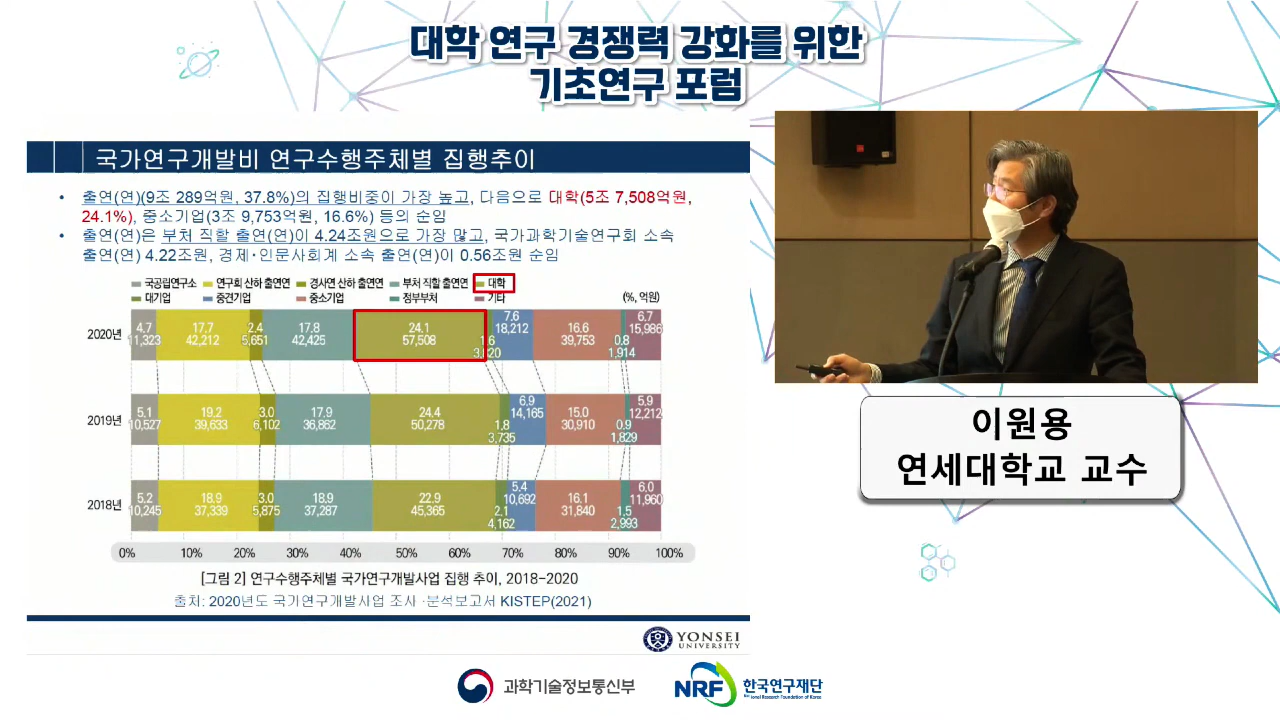 대학 연구 경쟁력 강화를 위한
기초연구 포럼
국가연구개발비 연구수행주체별 집행추이
• 출연(연)(9조 289억원, 37.8%)의 집행비중이 가장 높고, 다음으로 대학(5조 7,508억원,
24.1%), 중소기업(3조 9,753억원, 16.6%) 등의 순임
• 출연(연)은 부처 직할 출연(연)이 4.24조원으로 가장 많고, 국가과학기술연구회 소속
출연(연) 4.22조원, 경제·인문사회계 소속 출연(연)이 0.56조원 순임
국공립연구소 연구회 산하 출연연 경사연 산하 출연연 부처 직할 출연연 대학
대기업 중견기업 중소기업 정부부처 기타 (%, 억원)
2020년 4.7 17.7 2.4 17.8 24.1 1.6 7.6 16.6 0.8 6.7
11,323 42,212 5,651 42,425 57,508 18,212 39,753 1,914 15,986
2019년 5.1 19.2 3.0 17.9 24.4 1.8 6.9 15.0 0.9 5.9
10,527 39,633 6,102 36,862 50,278 3,735 14,165 30,910 1,829 12,212
2018년 5.2 18.9 3.0 18.9 22.9 2.1 5.4 16.1 1.5 6.0
10,245 37,339 5,875 37,287 45,365 4,162 10,692 31,840 2,993 11,960
0% 10% 20% 30% 40% 50% 60% 70% 80% 90% 100%
[그림 2] 연구수행주체별 국가연구개발사업 집행 추이, 2018-2020
출처: 2020년도 국가연구개발사업 조사·분석보고서 KISTEP(2021)
YONSEI
UNIVERSITY
이원용
연세대학교 교수
과학기술정보통신부
NRF 한국연구재단
National Research Foundation of Korea